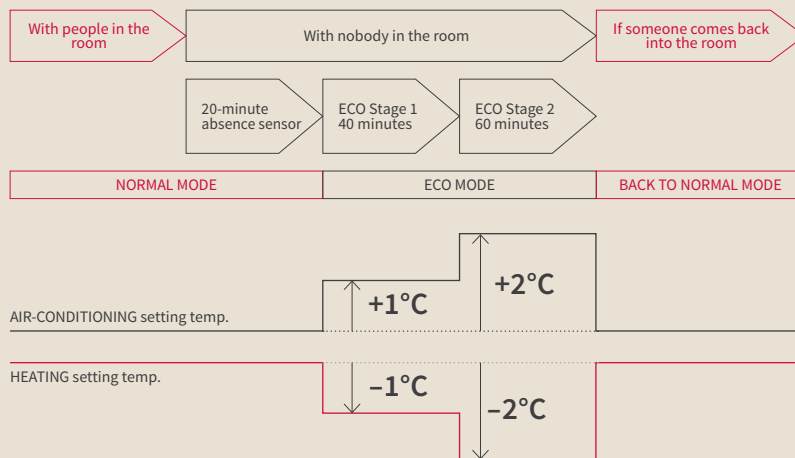 With people in the
room
With nobody in the room
If someone comes back
into the room
20-minute
absence sensor
ECO Stage 1
40 minutes
ECO Stage 2
60 minutes
NORMAL MODE
ECO MODE
BACK TO NORMAL MODE
+1°C
+2°C
AIR-CONDITIONING setting temp.
HEATING setting temp.
–1°C
–2°C